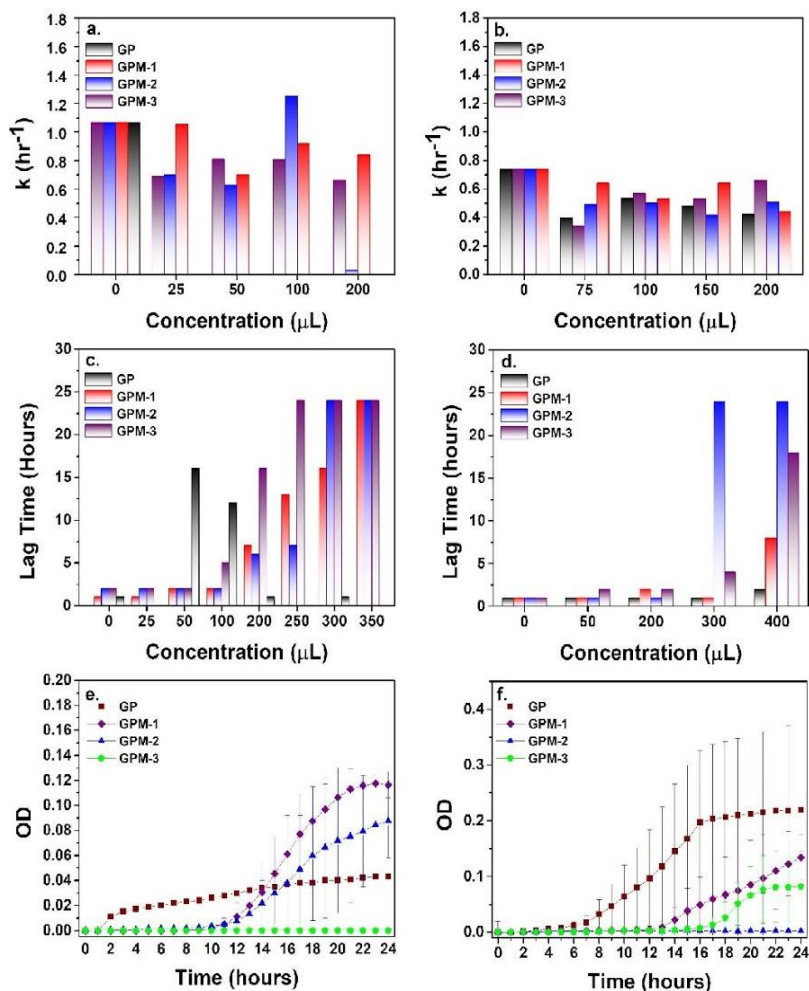 a.
GP
GPM-1
GPM-2
GPM-3
k (hr⁻¹)
1.8
1.6
1.4
1.2
1.0
0.8
0.6
0.4
0.2
0.0
0 25 50 100 200
Concentration (µL)
b.
GP
GPM-1
GPM-2
GPM-3
k (hr⁻¹)
1.8
1.6
1.4
1.2
1.0
0.8
0.6
0.4
0.2
0.0
0 75 100 150 200
Concentration (µL)
c.
GP
GPM-1
GPM-2
GPM-3
Lag Time (Hours)
30
25
20
15
10
5
0
0 25 50 100 200 250 300 350
Concentration (µL)
d.
GP
GPM-1
GPM-2
GPM-3
Lag Time (hours)
30
25
20
15
10
5
0
0 50 200 300 400
Concentration (µL)
e.
GP
GPM-1
GPM-2
GPM-3
OD
0.20
0.18
0.16
0.14
0.12
0.10
0.08
0.06
0.04
0.02
0.00
0 2 4 6 8 10 12 14 16 18 20 22 24
Time (hours)
f.
GP
GPM-1
GPM-2
GPM-3
OD
0.4
0.3
0.2
0.1
0.0
0 2 4 6 8 10 12 14 16 18 20 22 24
Time (hours)